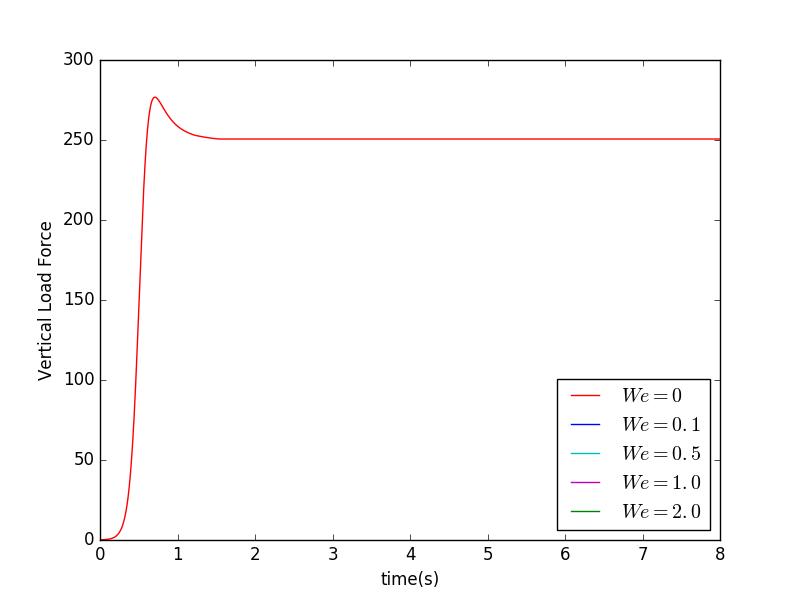 300
250
200
150
100
50
0
Vertical Load Force
We = 0
We = 0.1
We = 0.5
We = 1.0
We = 2.0
0 1 2 3 4 5 6 7 8
time(s)